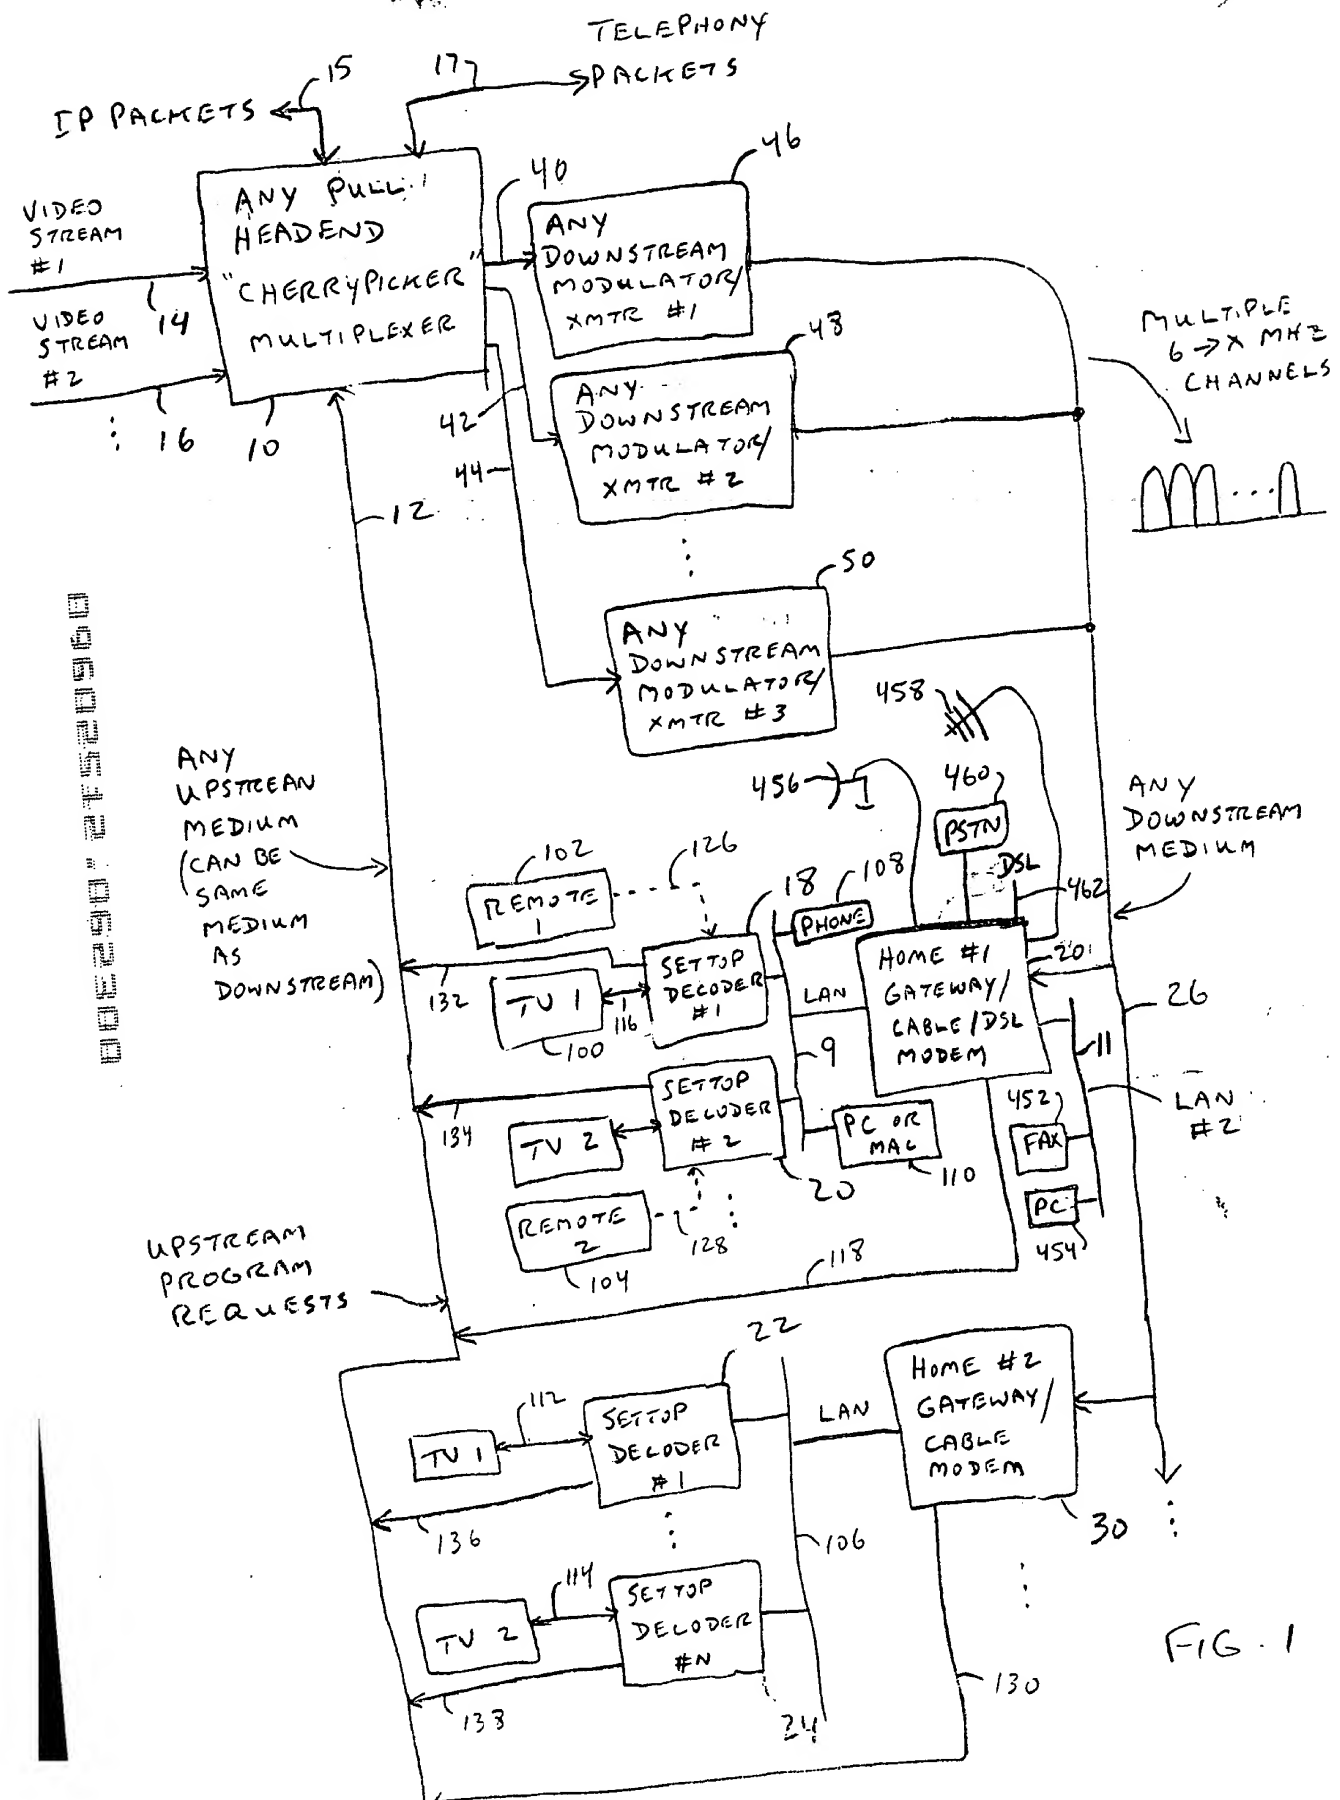 TELEPHONY
PACKETS
17
15
IP PACKETS
VIDEO
STREAM
#1
14
VIDEO
STREAM
#2
16
10
ANY PULL
HEADEND
"CHERRYPICKER"
MULTIPLEXER
40
42
44
12
46
ANY
DOWNSTREAM
MODULATOR/
XMTR #1
48
ANY
DOWNSTREAM
MODULATOR/
XMTR #2
50
ANY
DOWNSTREAM
MODULATOR/
XMTR #3
MULTIPLE
6→X MHZ
CHANNELS
ANY
UPSTREAN
MEDIUM
(CAN BE
SAME
MEDIUM
AS
DOWNSTREAM)
458
456
460
PSTN
DSL
462
ANY
DOWNSTREAM
MEDIUM
102
REMOTE
1
126
18
108
PHONE
SETTOP
DECODER
#1
132
TV 1
116
100
LAN
9
HOME #1
GATEWAY/
CABLE/DSL
MODEM
201
26
11
LAN
#2
452
FAX
PC
454
134
SETTOP
DECODER
#2
TV 2
20
PC OR
MAC
110
REMOTE
2
104
128
118
UPSTREAM
PROGRAM
REQUESTS
22
112
TV 1
SETTOP
DECODER
#1
136
LAN
106
HOME #2
GATEWAY/
CABLE
MODEM
30
114
TV 2
SETTOP
DECODER
#N
138
24
130
FIG. 1